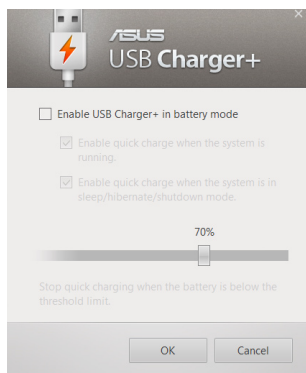 ASUS
USB Charger+
Enable USB Charger+ in battery mode
Enable quick charge when the system is
running.
Enable quick charge when the system is in
sleep/hibernate/shutdown mode.
70%
Stop quick charging when the battery is below the
threshold limit.
OK
Cancel